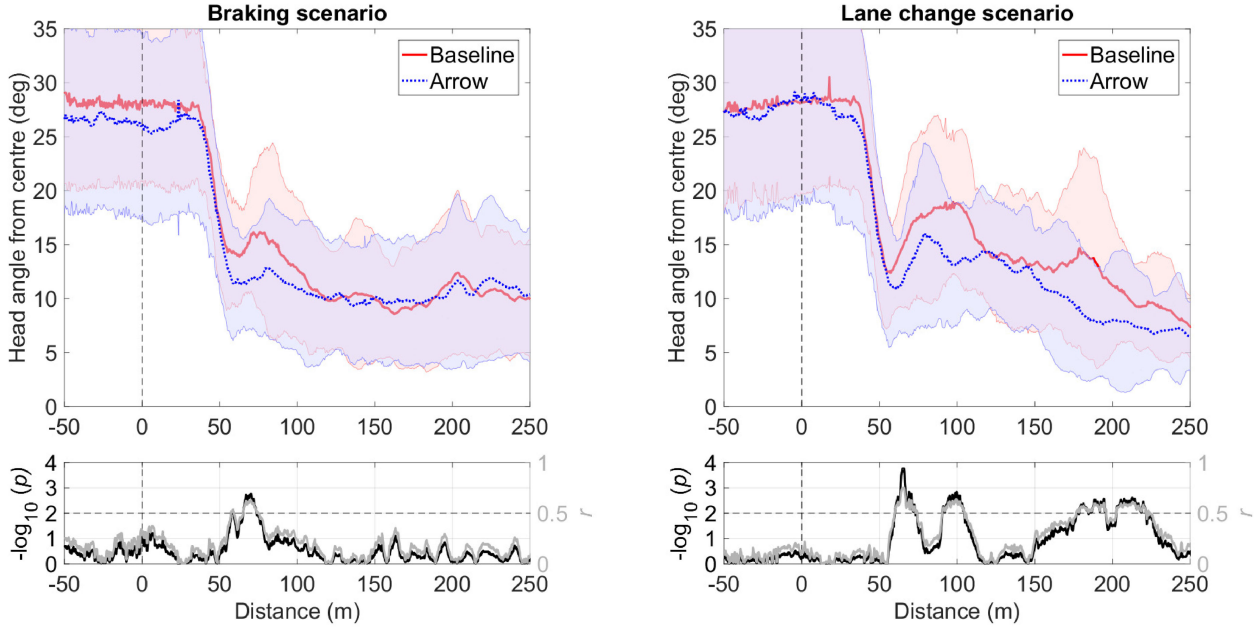 Braking scenario
Head angle from centre (deg)
35
30
25
20
15
10
5
0
Baseline
Arrow
-50 0 50 100 150 200 250
-log10 (p)
4
3
2
1
0
1
0.5
0
r
-50 0 50 100 150 200 250
Distance (m)
Lane change scenario
Head angle from centre (deg)
35
30
25
20
15
10
5
0
Baseline
Arrow
-50 0 50 100 150 200 250
-log10 (p)
4
3
2
1
0
1
0.5
0
r
-50 0 50 100 150 200 250
Distance (m)